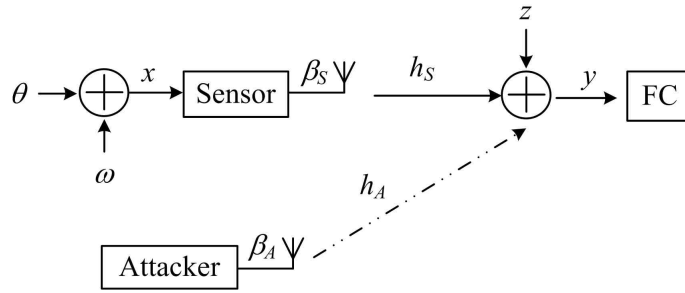 z
θ
x
Sensor
β_S
h_S
y
FC
ω
h_A
Attacker
β_A